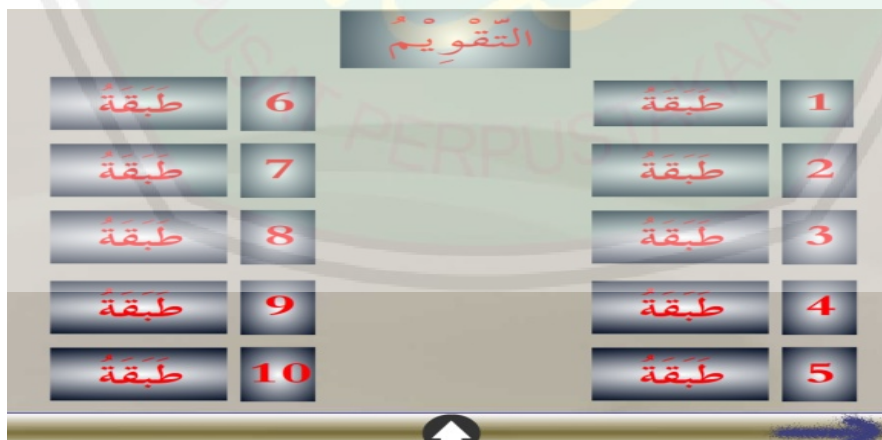 التَّقْوِيْمُ
1 طَبَقَةُ 6 طَبَقَةُ
2 طَبَقَةُ 7 طَبَقَةُ
3 طَبَقَةُ 8 طَبَقَةُ
4 طَبَقَةُ 9 طَبَقَةُ
5 طَبَقَةُ 10 طَبَقَةُ